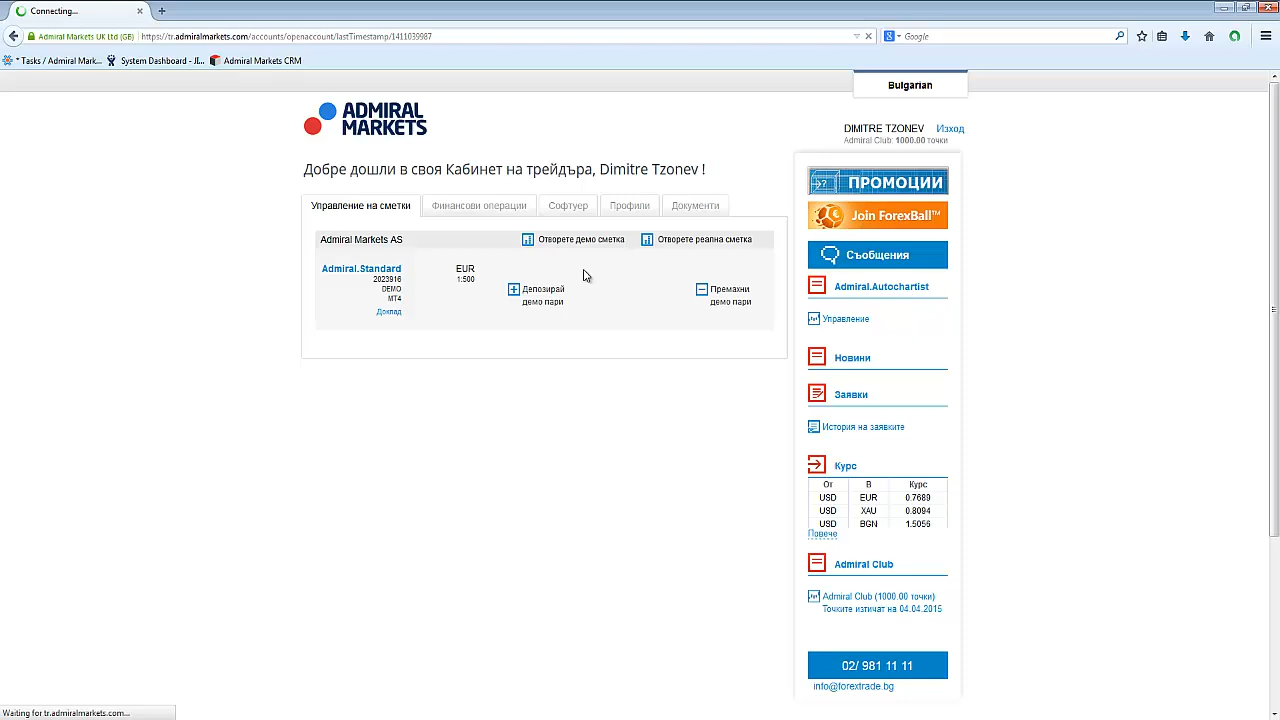 Connecting...
Admiral Markets UK Ltd (GB)
https://tr.admiralmarkets.com/accounts/openaccount/lastTimestamp/1411039987
Google
* Tasks / Admiral Mark...
System Dashboard - JI...
Admiral Markets CRM
Bulgarian
ADMIRAL
MARKETS
DIMITRE TZONEV Изход
Admiral Club: 1000.00 точки
Добре дошли в своя Кабинет на трейдъра, Dimitre Tzonev !
Управление на сметки
Финансови операции
Софтуер
Профили
Документи
Admiral Markets AS
Отворете демо сметка
Отворете реална сметка
Admiral.Standard
2023916
DEMO
MT4
Доклад
EUR
1:500
Депозирай
демо пари
Премахни
демо пари
ПРОМОЦИИ
Join ForexBall™
Съобщения
Admiral.Autochartist
Управление
Новини
Заявки
История на заявките
Курс
От В Курс
USD EUR 0.7689
USD XAU 0.8094
USD BGN 1.5056
Повече
Admiral Club
Admiral Club (1000.00 точки)
Точките изтичат на 04.04.2015
02/ 981 11 11
info@forextrade.bg
Waiting for tr.admiralmarkets.com...